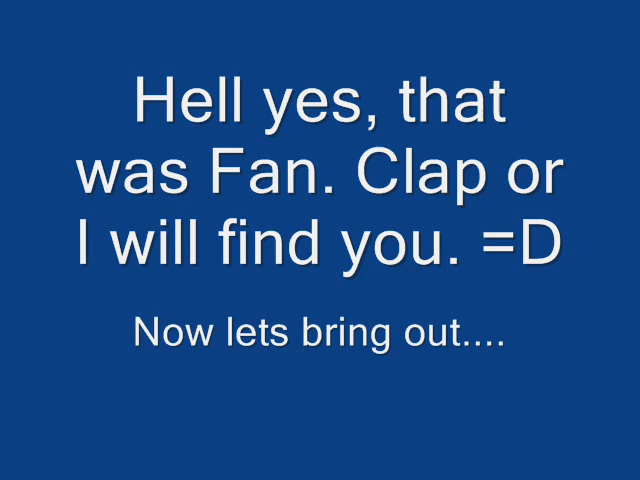 Hell yes, that
was Fan. Clap or
I will find you. =D
Now lets bring out....